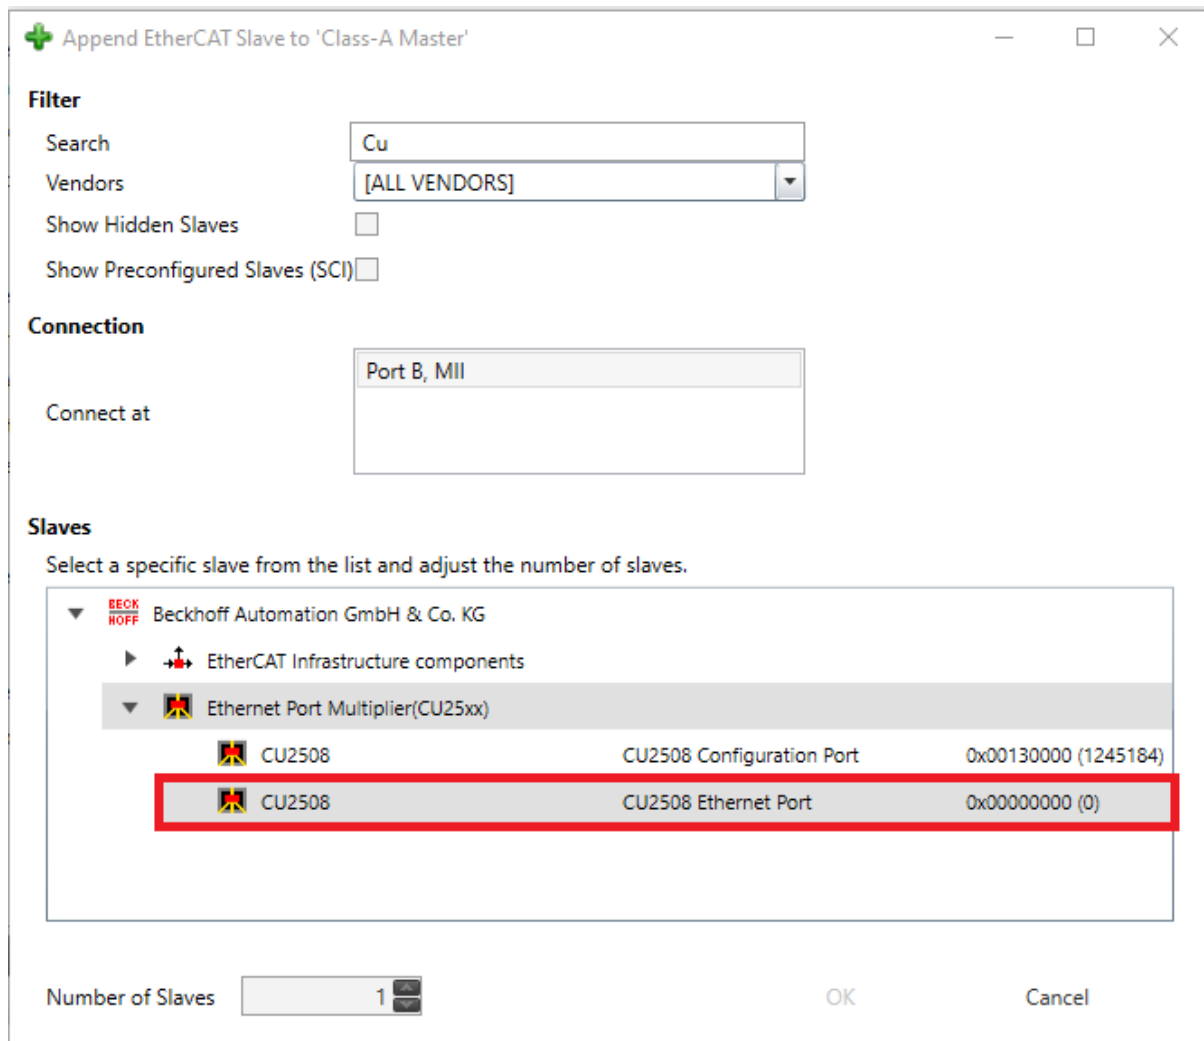 Append EtherCAT Slave to 'Class-A Master'
Filter
Search Cu
Vendors [ALL VENDORS]
Show Hidden Slaves
Show Preconfigured Slaves (SCI)
Connection
Port B, MII
Connect at
Slaves
Select a specific slave from the list and adjust the number of slaves.
BECK
HOFF Beckhoff Automation GmbH & Co. KG
EtherCAT Infrastructure components
Ethernet Port Multiplier(CU25xx)
CU2508 CU2508 Configuration Port 0x00130000 (1245184)
CU2508 CU2508 Ethernet Port 0x00000000 (0)
Number of Slaves 1 OK Cancel